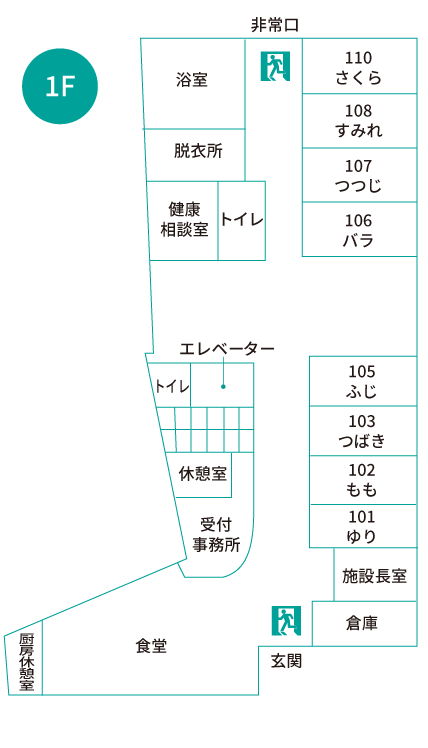 非常口
1F
浴室
110
さくら
108
すみれ
脱衣所
107
つつじ
健康
相談室
トイレ
106
バラ
エレベーター
トイレ
105
ふじ
103
つばき
休憩室
102
もも
受付
事務所
101
ゆり
施設長室
倉庫
食堂
厨房休憩室
玄関